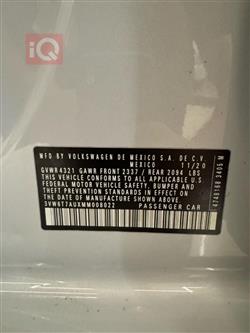 iQ
MFD BY VOLKSWAGEN DE MEXICO S.A. DE C.V.
MEXICO 11/20
GVWR 4321 GAWR FRONT 2337 / REAR 2094 LBS
THIS VEHICLE CONFORMS TO ALL APPLICABLE U.S.
FEDERAL MOTOR VEHICLE SAFETY, BUMPER AND
THEFT PREVENTION STANDARDS IN EFFECT ON
THE DATE OF MANUFACTURE SHOWN ABOVE.
3VW6T7AUXMM008022 PASSENGER CAR